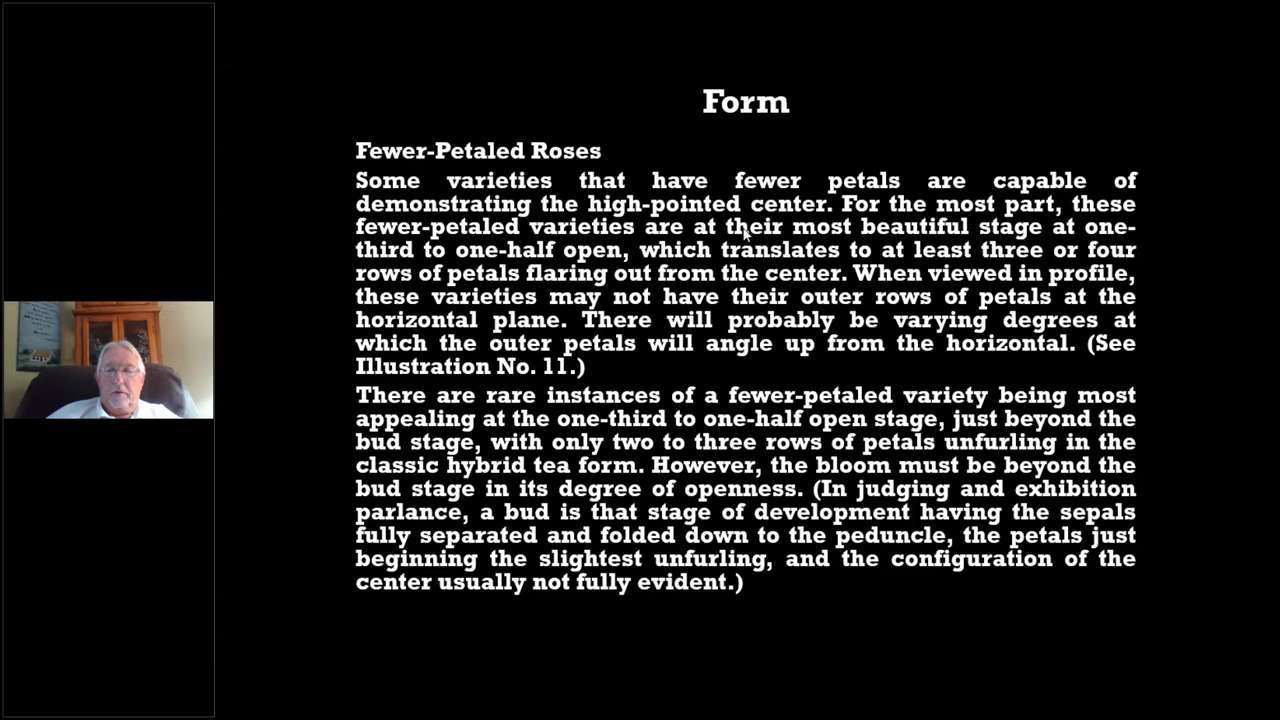 Form
Fewer-Petaled Roses
Some varieties that have fewer petals are capable of
demonstrating the high-pointed center. For the most part, these
fewer-petaled varieties are at their most beautiful stage at one-
third to one-half open, which translates to at least three or four
rows of petals flaring out from the center. When viewed in profile,
these varieties may not have their outer rows of petals at the
horizontal plane. There will probably be varying degrees at
which the outer petals will angle up from the horizontal. (See
Illustration No. 11.)
There are rare instances of a fewer-petaled variety being most
appealing at the one-third to one-half open stage, just beyond the
bud stage, with only two to three rows of petals unfurling in the
classic hybrid tea form. However, the bloom must be beyond the
bud stage in its degree of openness. (In judging and exhibition
parlance, a bud is that stage of development having the sepals
fully separated and folded down to the peduncle, the petals just
beginning the slightest unfurling, and the configuration of the
center usually not fully evident.)